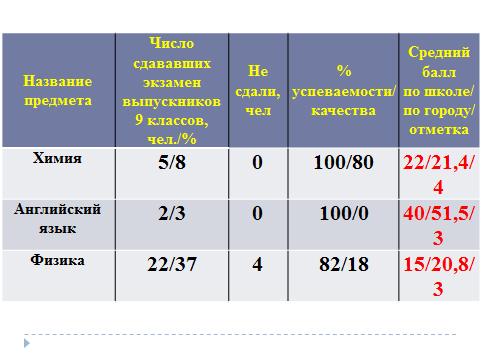 Название
предмета
Число
сдававших
экзамен
выпускников
9 классов,
чел./%
Не
сдали,
чел
%
успеваемости/
качества
Средний
балл
по школе/
по городу/
отметка
Химия
5/8
0
100/80
22/21,4/
4
Английский
язык
2/3
0
100/0
40/51,5/
3
Физика
22/37
4
82/18
15/20,8/
3